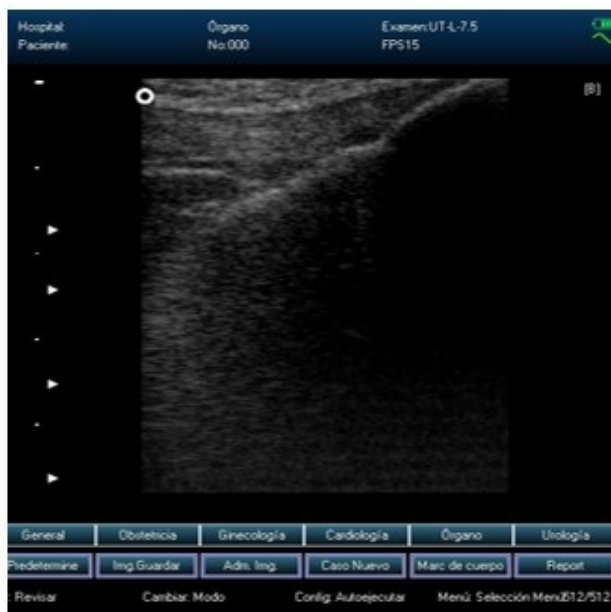 Hospital: Órgano Examen:UT-L-7.5
Paciente: No:000 FPS15
[B]
General Obstetricia Ginecología Cardiología Órgano Urología
Predetermine Img.Guardar Adm. Img. Caso Nuevo Marc de cuerpo Report
: Revisar Cambiar: Modo Config: Autoejecutar Menú: Selección Menú 512/512